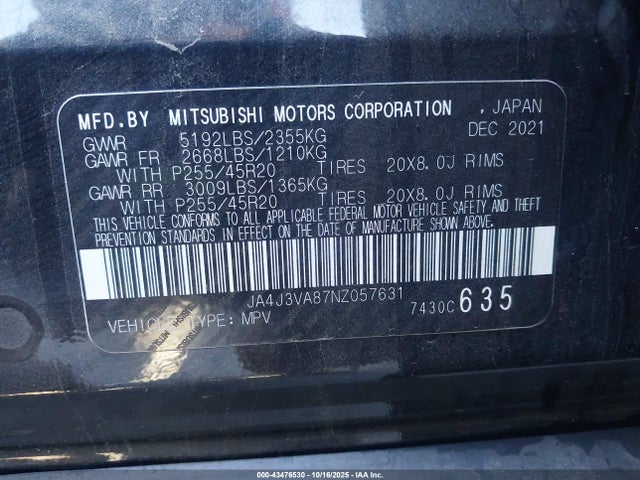 MFD.BY MITSUBISHI MOTORS CORPORATION , JAPAN
GVWR 5192LBS/2355KG DEC 2021
GAWR FR 2668LBS/1210KG
WITH P255/45R20 TIRES 20X8.0J RIMS
GAWR RR 3009LBS/1365KG
WITH P255/45R20 TIRES 20X8.0J RIMS
THIS VEHICLE CONFORMS TO ALL APPLICABLE FEDERAL MOTOR VEHICLE SAFETY AND THEFT
PREVENTION STANDARDS IN EFFECT ON THE DATE OF MANUFACTURE SHOWN ABOVE.
JA4J3VA87NZ057631
7430C 635
VEHICLE TYPE: MPV
000-43476530 - 10/16/2025 - IAA Inc.